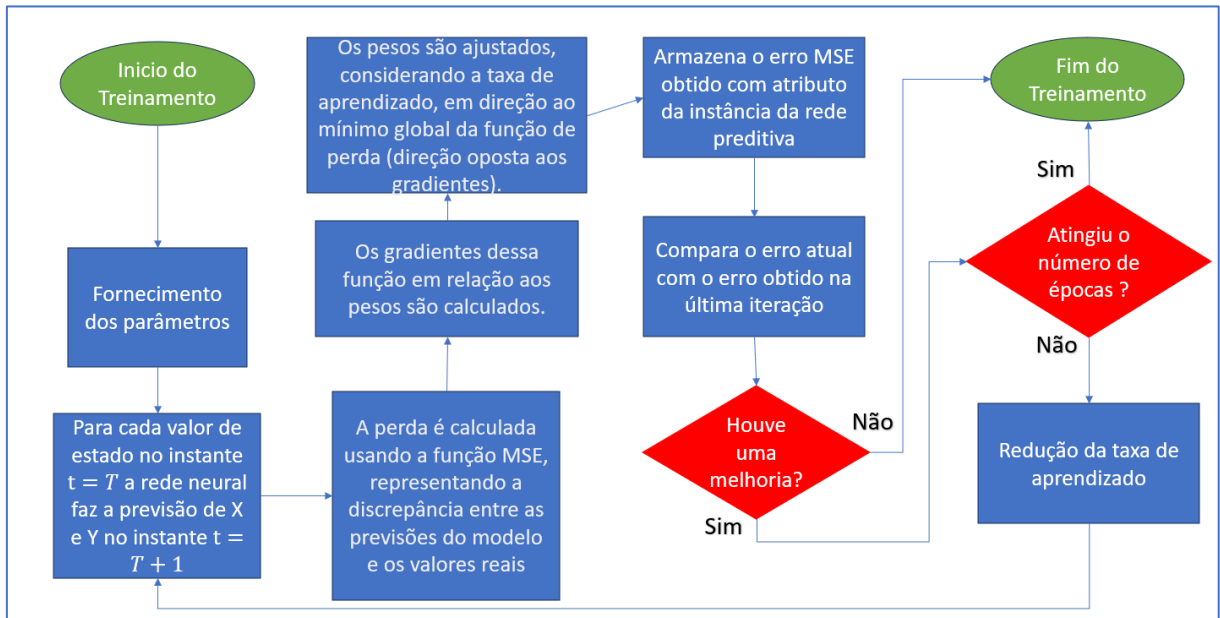 Inicio do
Treinamento
Fornecimento
dos parâmetros
Para cada valor de
estado no instante
t = T a rede neural
faz a previsão de X
e Y no instante t =
T + 1
A perda é calculada
usando a função MSE,
representando a
discrepância entre as
previsões do modelo
e os valores reais
Os gradientes dessa
função em relação aos
pesos são calculados.
Os pesos são ajustados,
considerando a taxa de
aprendizado, em direção ao
mínimo global da função de
perda (direção oposta aos
gradientes).
Armazena o erro MSE
obtido com atributo
da instância da rede
preditiva
Compara o erro atual
com o erro obtido na
última iteração
Houve
uma
melhoria?
Não
Sim
Atingiu o
número de
épocas ?
Sim
Não
Fim do
Treinamento
Redução da taxa de
aprendizado